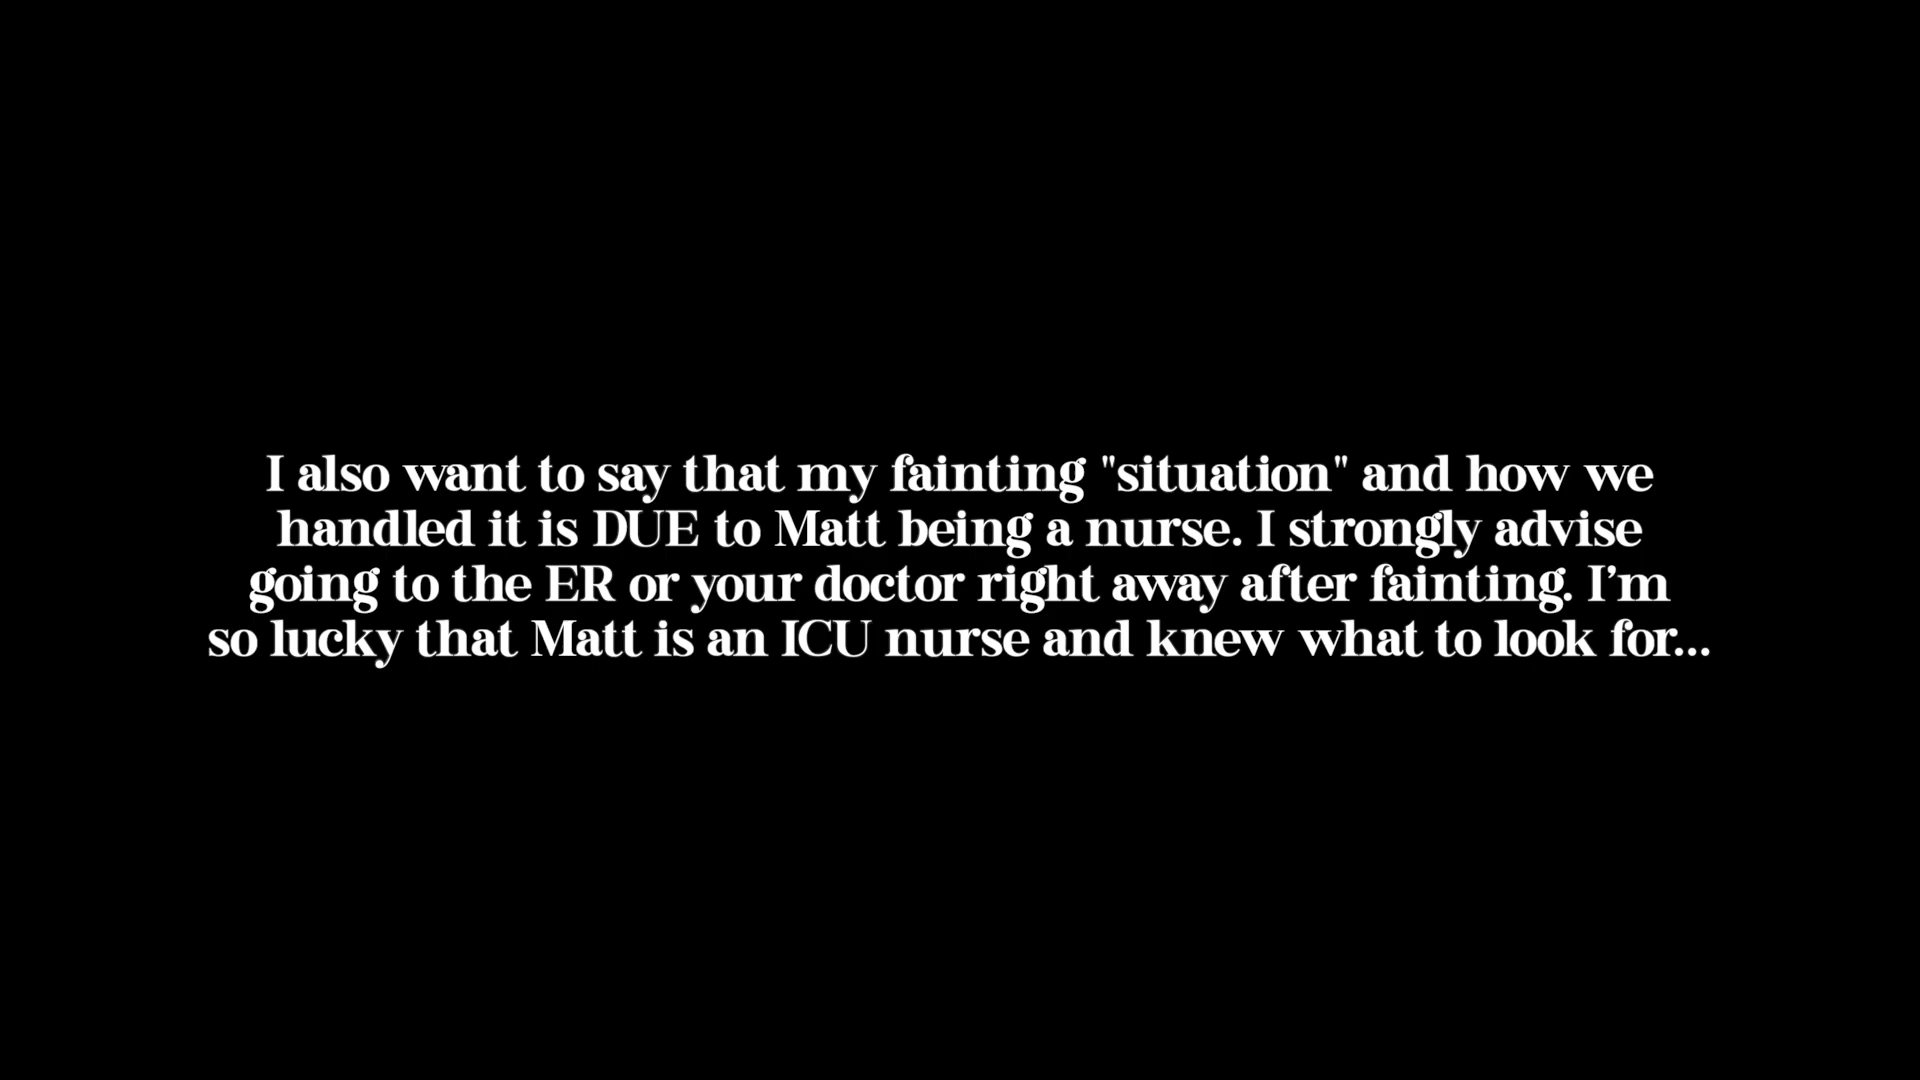 I also want to say that my fainting "situation" and how we
handled it is DUE to Matt being a nurse. I strongly advise
going to the ER or your doctor right away after fainting. I’m
so lucky that Matt is an ICU nurse and knew what to look for...